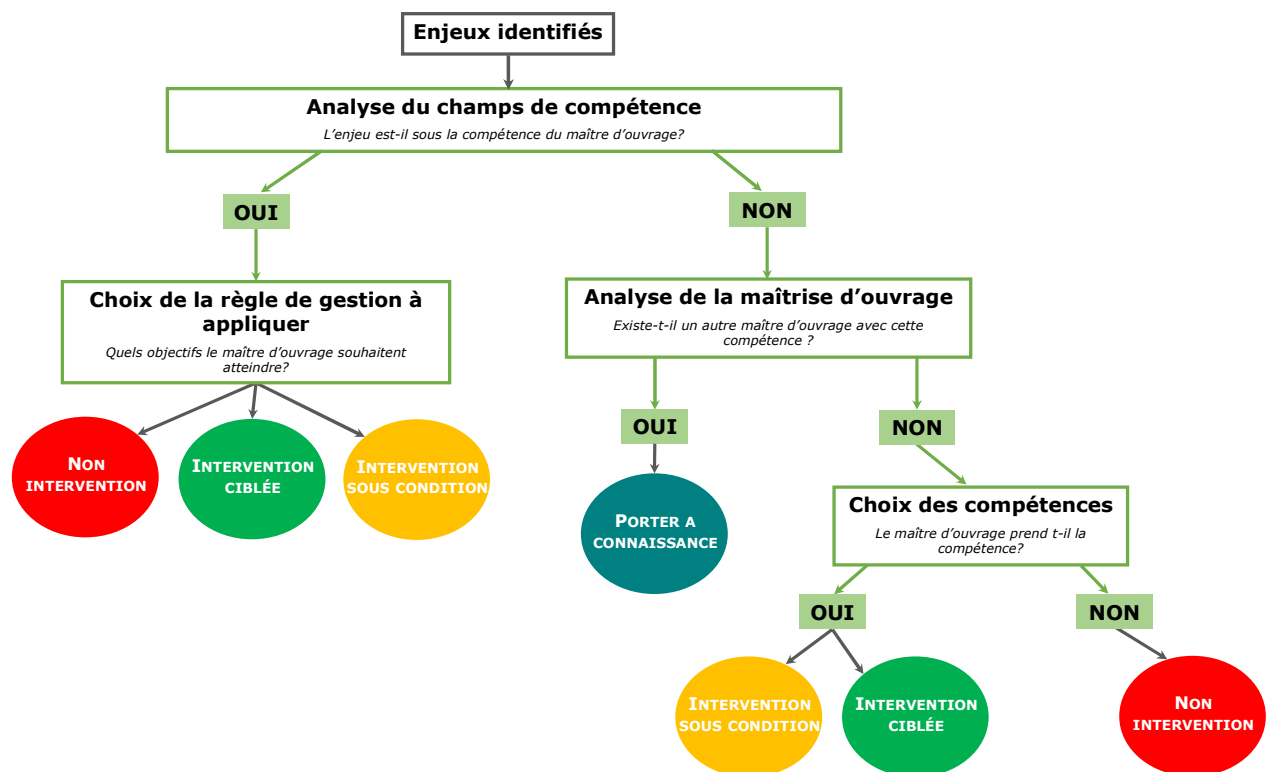 Enjeux identifiés
Analyse du champs de compétence
L'enjeu est-il sous la compétence du maître d'ouvrage?
OUI
NON
Choix de la règle de gestion à
appliquer
Quels objectifs le maître d'ouvrage souhaitent
atteindre?
Analyse de la maîtrise d'ouvrage
Existe-t-il un autre maître d'ouvrage avec cette
compétence ?
NON
INTERVENTION
INTERVENTION
CIBLÉE
INTERVENTION
SOUS CONDITION
OUI
NON
PORTER A
CONNAISSANCE
Choix des compétences
Le maître d'ouvrage prend t-il la
compétence?
OUI
NON
INTERVENTION
SOUS CONDITION
INTERVENTION
CIBLÉE
NON
INTERVENTION